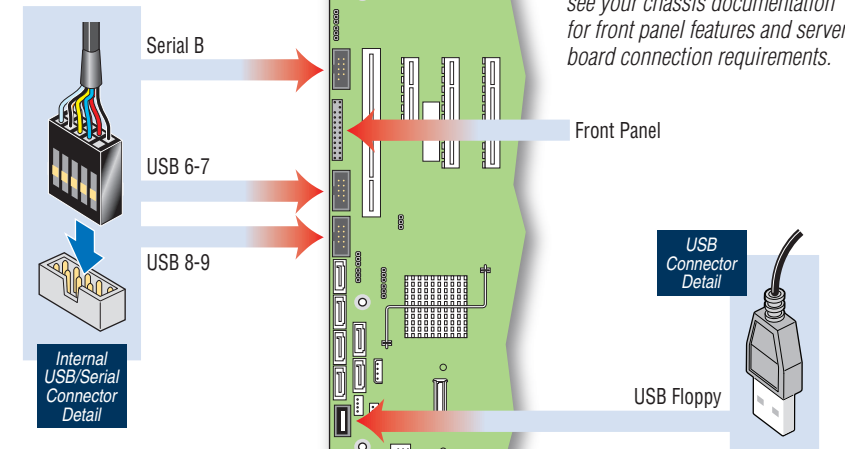 see your chassis documentation
for front panel features and server
board connection requirements.
Serial B
Front Panel
USB 6-7
USB 8-9
USB
Connector
Detail
Internal
USB/Serial
Connector
Detail
USB Floppy